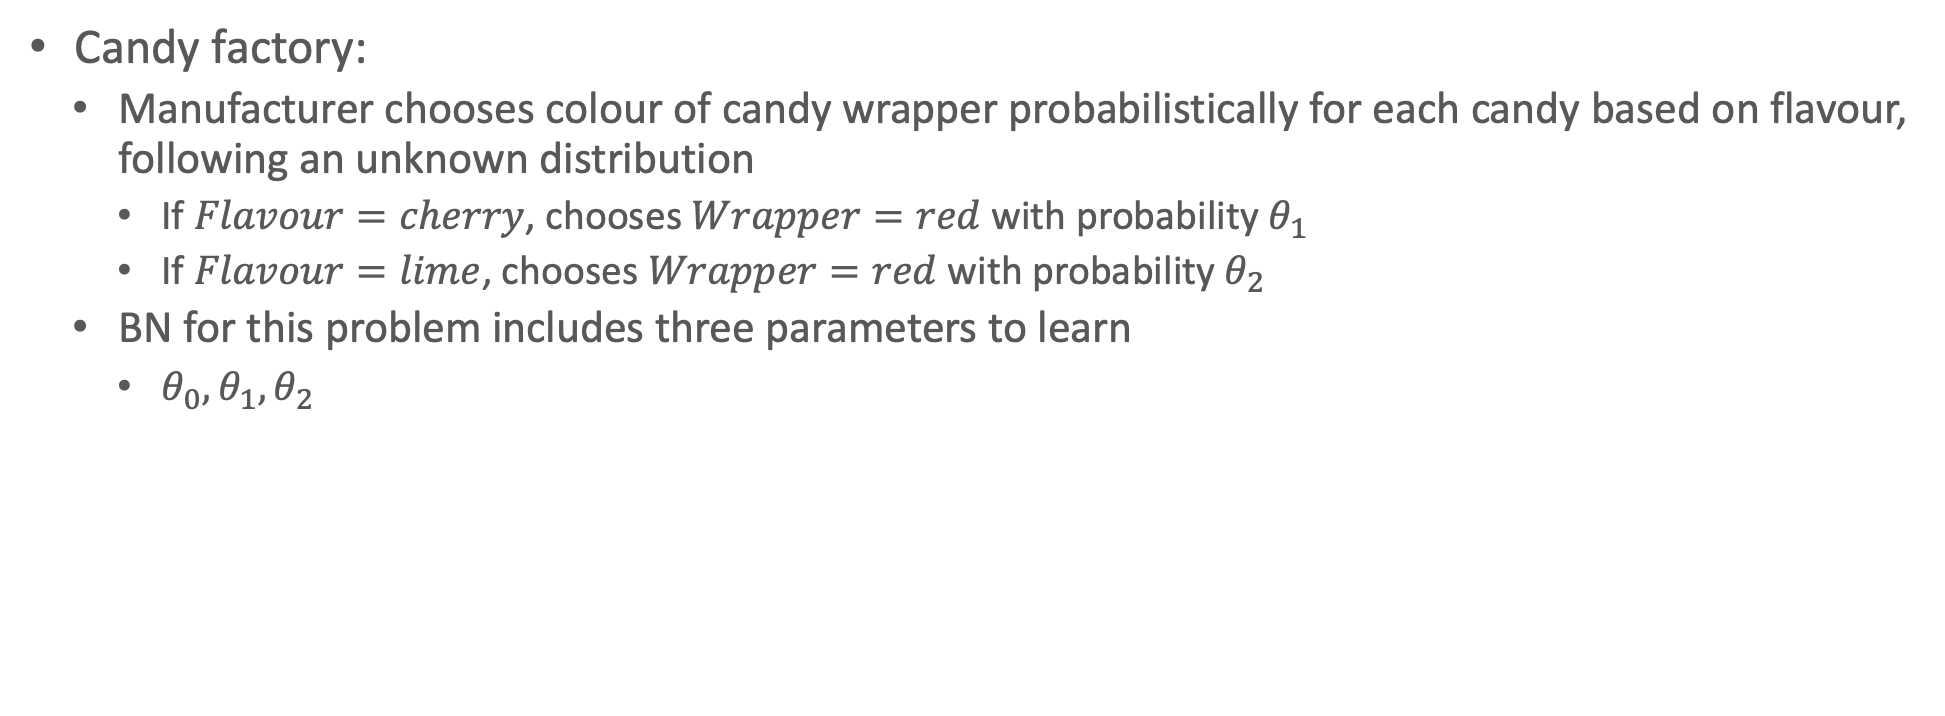 • Candy factory:
• Manufacturer chooses colour of candy wrapper probabilistically for each candy based on flavour,
following an unknown distribution
• If Flavour = cherry, chooses Wrapper = red with probability θ₁
• If Flavour = lime, chooses Wrapper = red with probability θ₂
• BN for this problem includes three parameters to learn
• θ₀, θ₁, θ₂